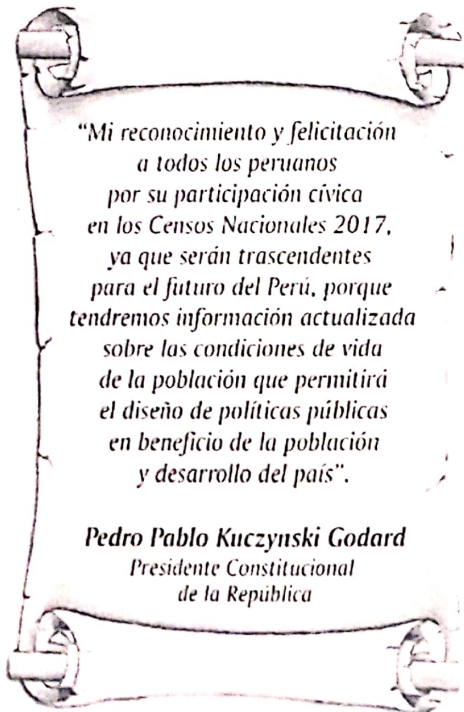 “Mi reconocimiento y felicitación
a todos los peruanos
por su participación cívica
en los Censos Nacionales 2017,
ya que serán trascendentes
para el futuro del Perú, porque
tendremos información actualizada
sobre las condiciones de vida
de la población que permitirá
el diseño de políticas públicas
en beneficio de la población
y desarrollo del país”.
Pedro Pablo Kuczynski Godard
Presidente Constitucional
de la República